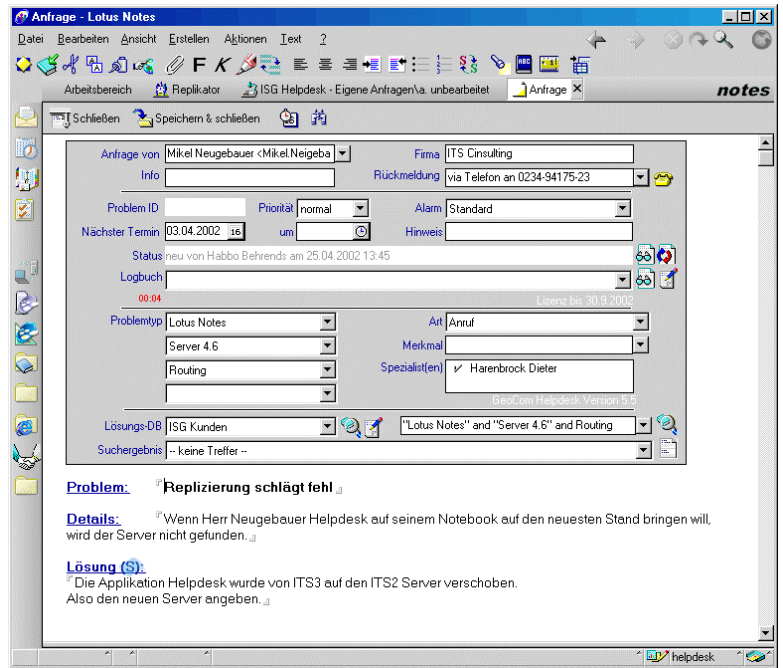 Anfrage - Lotus Notes
Datei Bearbeiten Ansicht Erstellen Aktionen Text ?
F K
ABC
Arbeitsbereich Replikator ISG Helpdesk - Eigene Anfragen\a. unbearbeitet Anfrage notes
Schließen Speichern & schließen
Anfrage von Mikel Neugebauer <Mikel.Neigeba Firma ITS Cinsulting
Info Rückmeldung via Telefon an 0234-94175-23
Problem ID Priorität normal Alarm Standard
Nächster Termin 03.04.2002 16 um Hinweis
Status neu von Habbo Behrends am 25.04.2002 13:45
Logbuch
00:04 Lizenz bis 30.9.2002
Problemtyp Lotus Notes Art Anruf
Server 4.6 Merkmal
Routing Spezialist(en) Harenbrock Dieter
GeoCom Helpdesk Version 5.5
Lösungs-DB ISG Kunden "Lotus Notes" and "Server 4.6" and Routing
Suchergebnis -- keine Treffer --
Problem: Replizierung schlägt fehl
Details: Wenn Herr Neugebauer Helpdesk auf seinem Notebook auf den neuesten Stand bringen will,
wird der Server nicht gefunden.
Lösung (S):
Die Applikation Helpdesk wurde von ITS3 auf den ITS2 Server verschoben.
Also den neuen Server angeben.
helpdesk